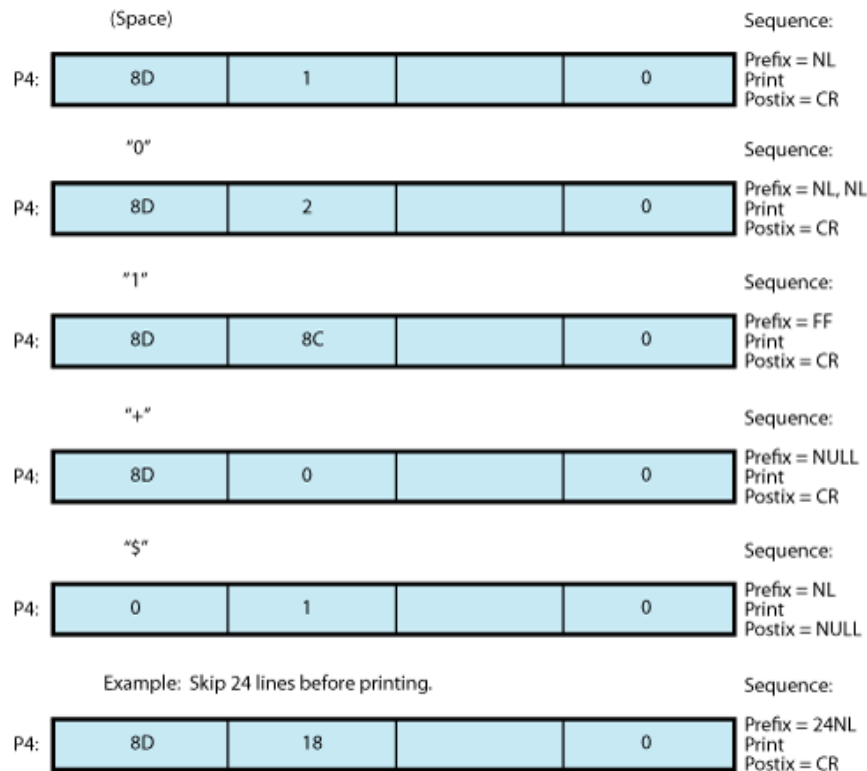 (Space)
Sequence:
P4: 8D 1 0
Prefix = NL
Print
Postix = CR
"0"
Sequence:
P4: 8D 2 0
Prefix = NL, NL
Print
Postix = CR
"1"
Sequence:
P4: 8D 8C 0
Prefix = FF
Print
Postix = CR
"+"
Sequence:
P4: 8D 0 0
Prefix = NULL
Print
Postix = CR
"$"
Sequence:
P4: 0 1 0
Prefix = NL
Print
Postix = NULL
Example: Skip 24 lines before printing.
Sequence:
P4: 8D 18 0
Prefix = 24NL
Print
Postix = CR